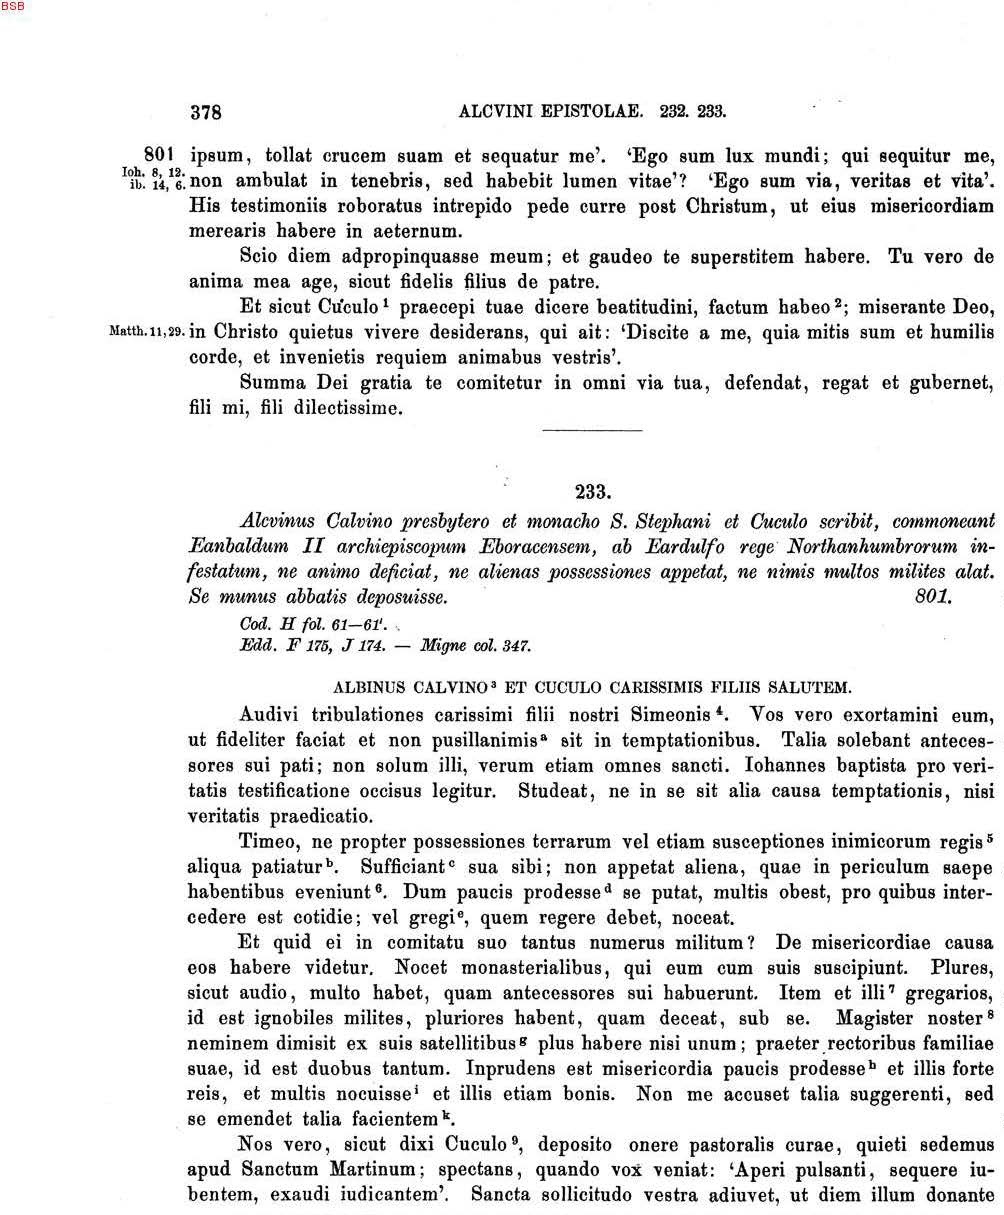 BSB
378 ALCVINI EPISTOLAE. 232. 233.
801 ipsum, tollat crucem suam et sequatur me’. ‘Ego sum lux mundi; qui sequitur me,
Ioh. 8, 12.
ib. 14, 6. non ambulat in tenebris, sed habebit lumen vitae’? ‘Ego sum via, veritas et vita’.
His testimoniis roboratus intrepido pede curre post Christum, ut eius misericordiam
merearis habere in aeternum.
Scio diem adpropinquasse meum; et gaudeo te superstitem habere. Tu vero de
anima mea age, sicut fidelis filius de patre.
Et sicut Cuculo ¹ praecepi tuae dicere beatitudini, factum habeo ²; miserante Deo,
Matth. 11, 29. in Christo quietus vivere desiderans, qui ait: ‘Discite a me, quia mitis sum et humilis
corde, et invenietis requiem animabus vestris’.
Summa Dei gratia te comitetur in omni via tua, defendat, regat et gubernet,
fili mi, fili dilectissime.
233.
Alcvinus Calvino presbytero et monacho S. Stephani et Cuculo scribit, commoneant
Eanbaldum II archiepiscopum Eboracensem, ab Eardulfo rege Northanhumbrorum in-
festatum, ne animo deficiat, ne alienas possessiones appetat, ne nimis multos milites alat.
Se munus abbatis deposuisse. 801.
Cod. H fol. 61—61'.
Edd. F 175, J 174. — Migne col. 347.
ALBINUS CALVINO ³ ET CUCULO CARISSIMIS FILIIS SALUTEM.
Audivi tribulationes carissimi filii nostri Simeonis ⁴. Vos vero exortamini eum,
ut fideliter faciat et non pusillanimis ᵃ sit in temptationibus. Talia solebant anteces-
sores sui pati; non solum illi, verum etiam omnes sancti. Iohannes baptista pro veri-
tatis testificatione occisus legitur. Studeat, ne in se sit alia causa temptationis, nisi
veritatis praedicatio.
Timeo, ne propter possessiones terrarum vel etiam susceptiones inimicorum regis ⁵
aliqua patiatur ᵇ. Sufficiant ᶜ sua sibi; non appetat aliena, quae in periculum saepe
habentibus eveniunt ⁶. Dum paucis prodesse ᵈ se putat, multis obest, pro quibus inter-
cedere est cotidie; vel gregi ᵉ, quem regere debet, noceat.
Et quid ei in comitatu suo tantus numerus militum? De misericordiae causa
eos habere videtur. Nocet monasterialibus, qui eum cum suis suscipiunt. Plures,
sicut audio, multo habet, quam antecessores sui habuerunt. Item et illi ⁷ gregarios,
id est ignobiles milites, pluriores habent, quam deceat, sub se. Magister noster ⁸
neminem dimisit ex suis satellitibus ᵍ plus habere nisi unum; praeter rectoribus familiae
suae, id est duobus tantum. Inprudens est misericordia paucis prodesse ʰ et illis forte
reis, et multis nocuisse ⁱ et illis etiam bonis. Non me accuset talia suggerenti, sed
se emendet talia facientem ᵏ.
Nos vero, sicut dixi Cuculo ⁹, deposito onere pastoralis curae, quieti sedemus
apud Sanctum Martinum; spectans, quando vox veniat: ‘Aperi pulsanti, sequere iu-
bentem, exaudi iudicantem’. Sancta sollicitudo vestra adiuvet, ut diem illum donante